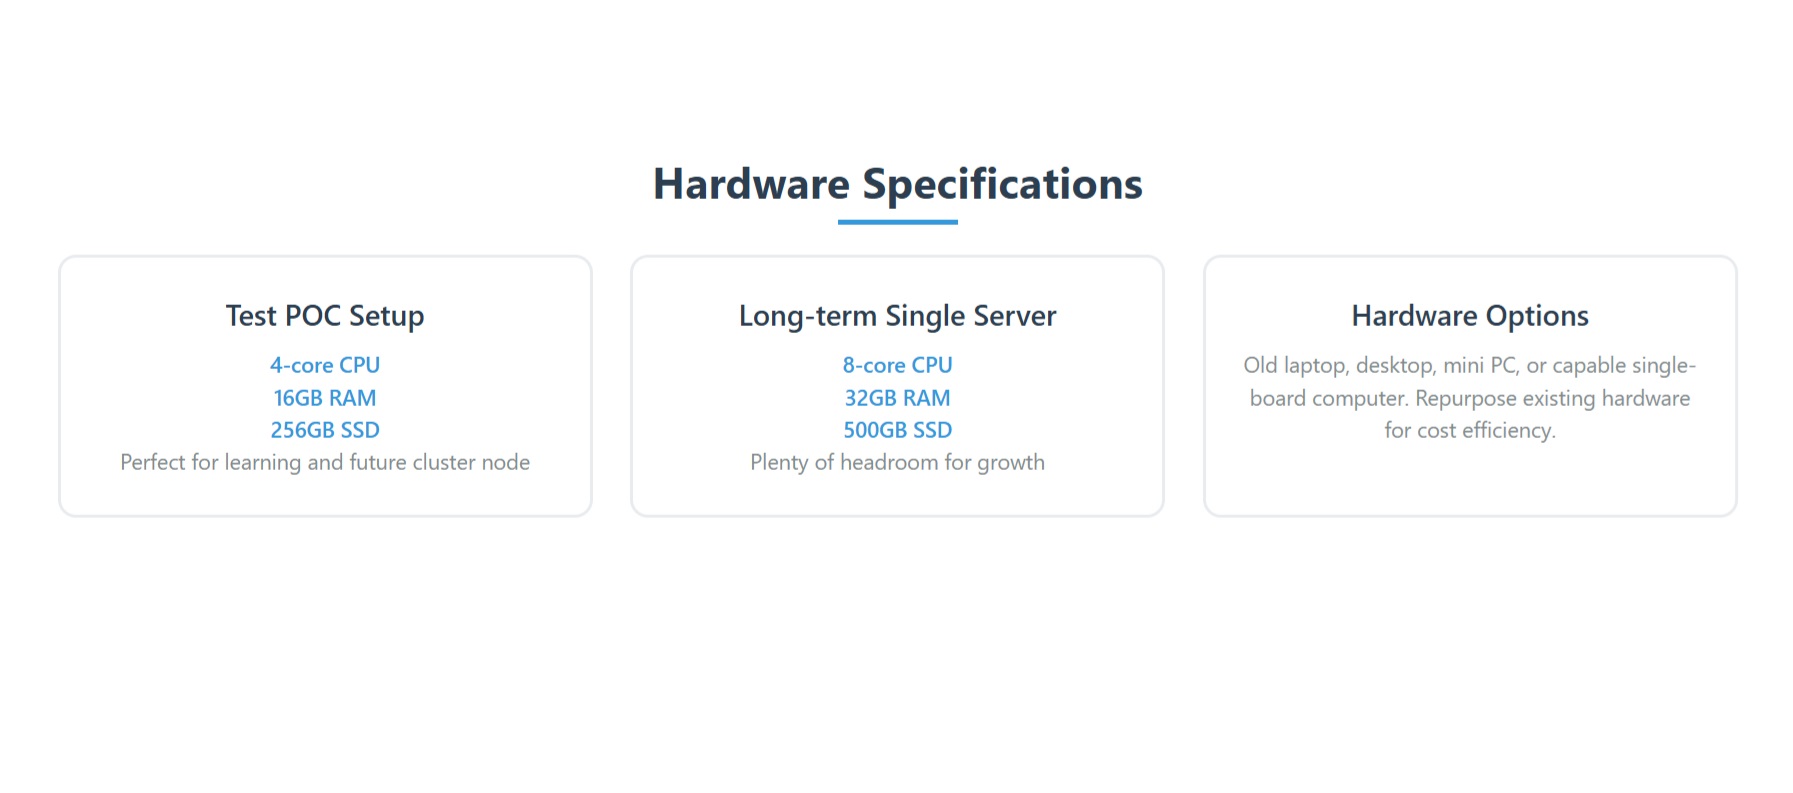 Hardware Specifications
Test POC Setup
4-core CPU
16GB RAM
256GB SSD
Perfect for learning and future cluster node
Long-term Single Server
8-core CPU
32GB RAM
500GB SSD
Plenty of headroom for growth
Hardware Options
Old laptop, desktop, mini PC, or capable single-
board computer. Repurpose existing hardware
for cost efficiency.